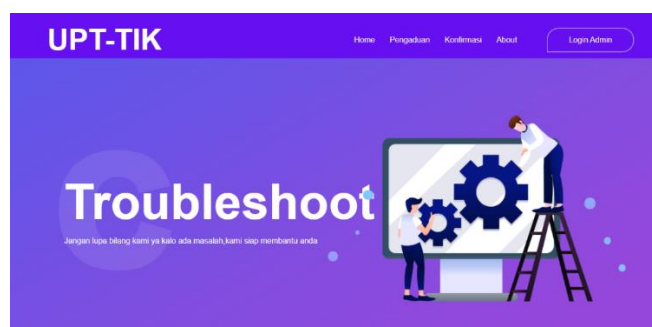 UPT-TIK
Home Pengaduan Konfirmasi About Login Admin
C
Troubleshoot
Jangan lupa bilang kami ya kalo ada masalah,kami siap membantu anda